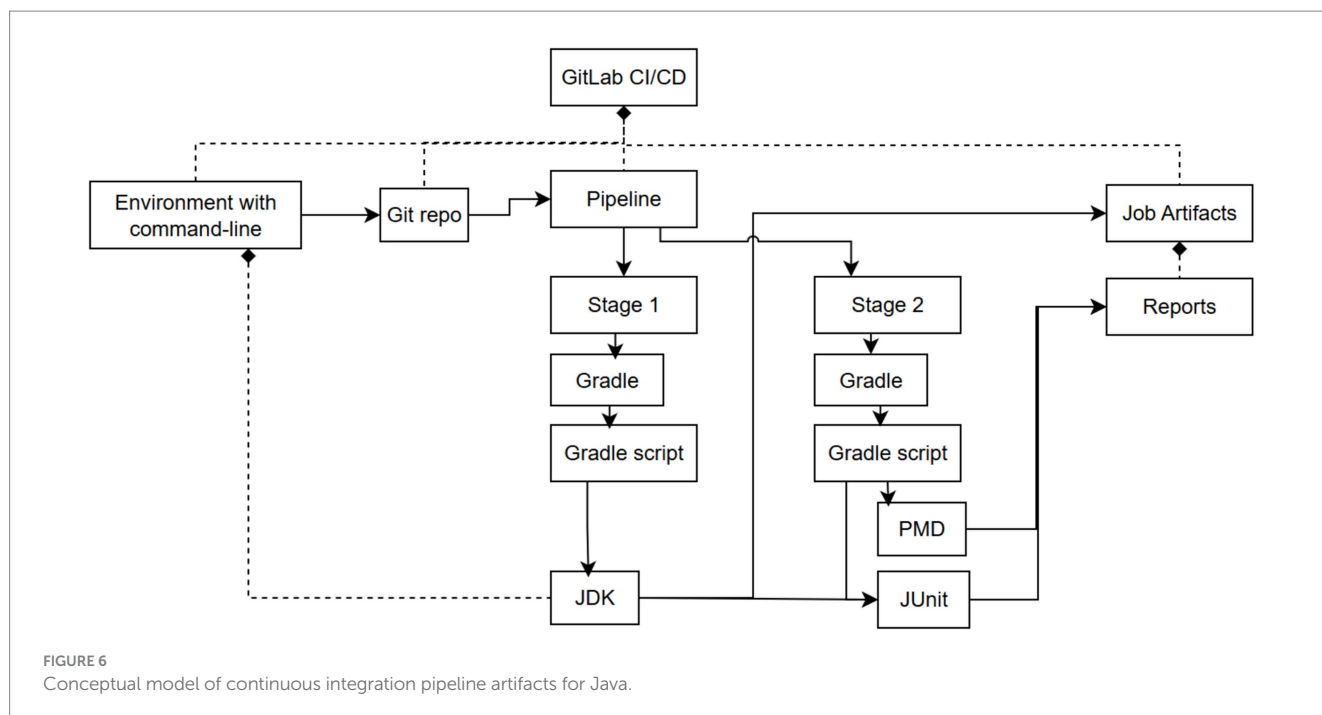 GitLab CI/CD
Environment with
command-line
Git repo
Pipeline
Job Artifacts
Stage 1
Stage 2
Reports
Gradle
Gradle
Gradle script
Gradle script
PMD
JDK
JUnit
FIGURE 6
Conceptual model of continuous integration pipeline artifacts for Java.